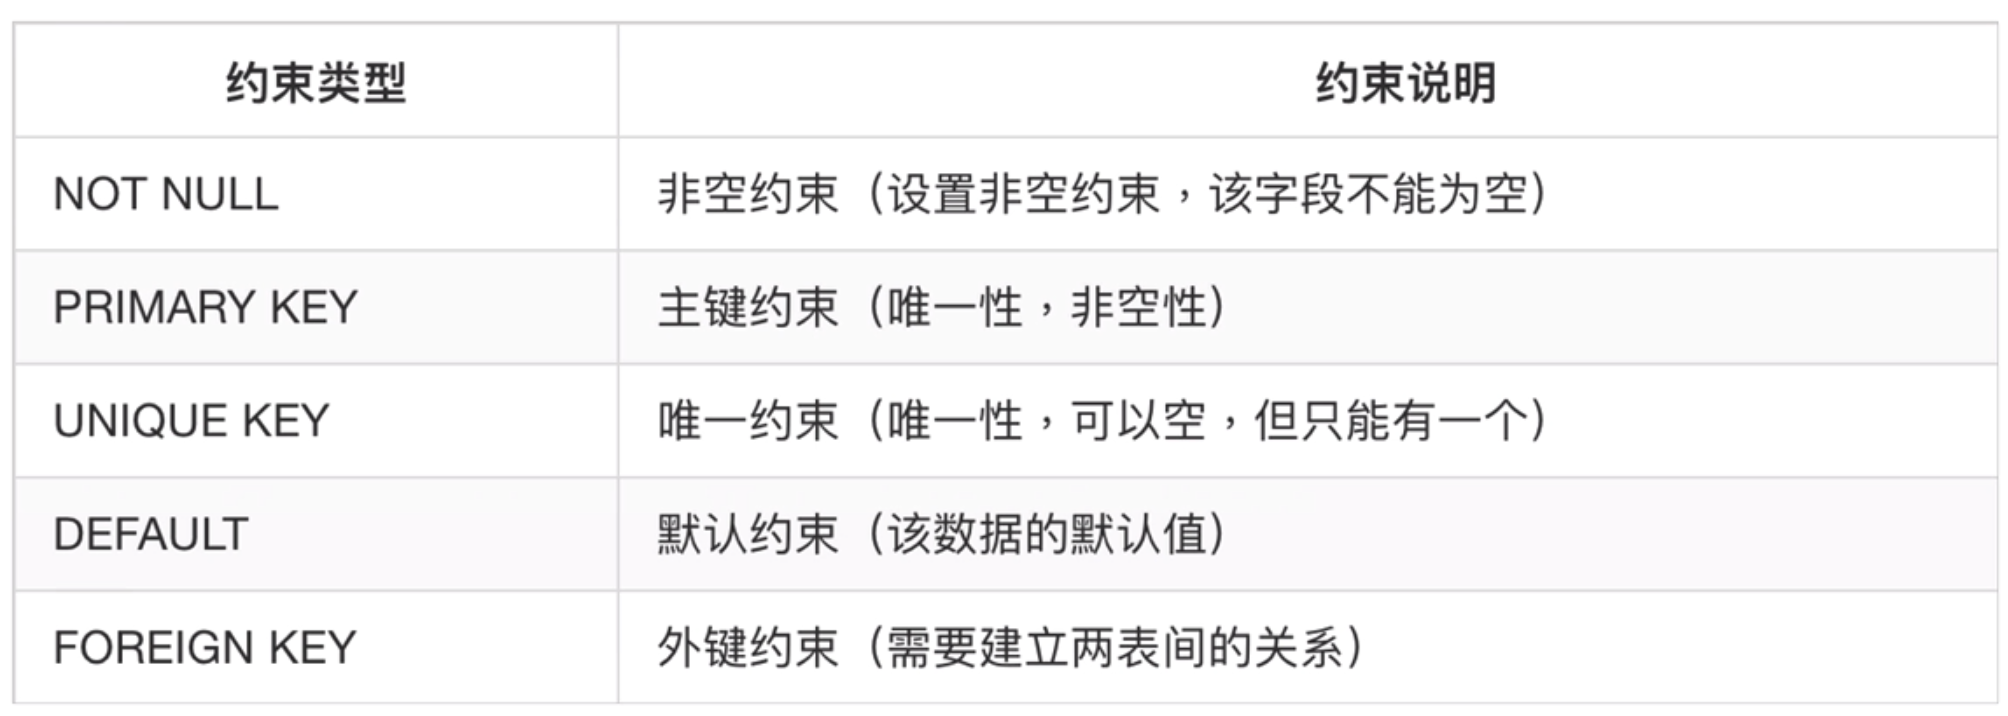 约束类型 约束说明
NOT NULL 非空约束（设置非空约束，该字段不能为空）
PRIMARY KEY 主键约束（唯一性，非空性）
UNIQUE KEY 唯一约束（唯一性，可以空，但只能有一个）
DEFAULT 默认约束（该数据的默认值）
FOREIGN KEY 外键约束（需要建立两表间的关系）